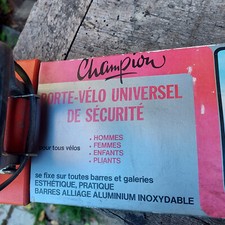 Champion
PORTE-VÉLO UNIVERSEL
DE SÉCURITÉ
pour tous vélos
• HOMMES
• FEMMES
• ENFANTS
• PLIANTS
se fixe sur toutes barres et galeries
ESTHÉTIQUE, PRATIQUE
BARRES ALLIAGE ALUMINIUM INOXYDABLE